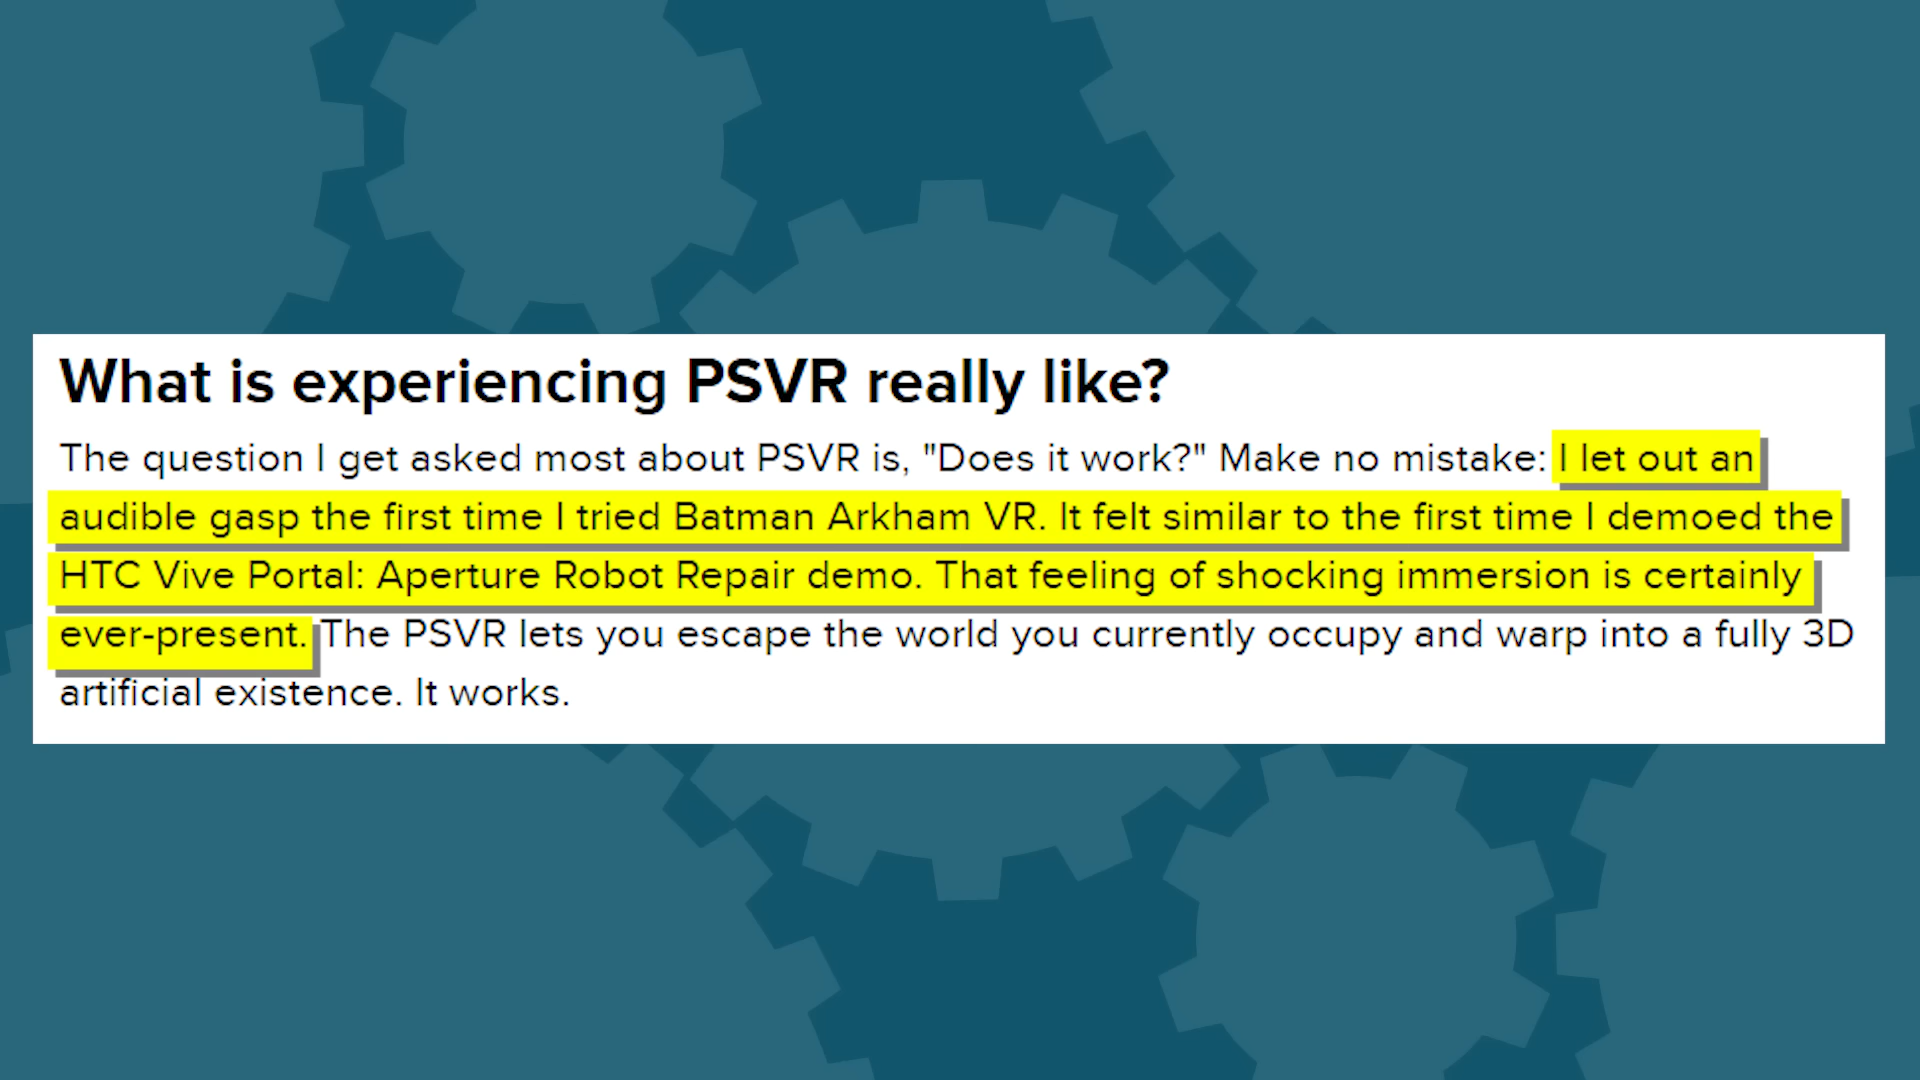 What is experiencing PSVR really like?
The question I get asked most about PSVR is, "Does it work?" Make no mistake: I let out an
audible gasp the first time I tried Batman Arkham VR. It felt similar to the first time I demoed the
HTC Vive Portal: Aperture Robot Repair demo. That feeling of shocking immersion is certainly
ever-present. The PSVR lets you escape the world you currently occupy and warp into a fully 3D
artificial existence. It works.